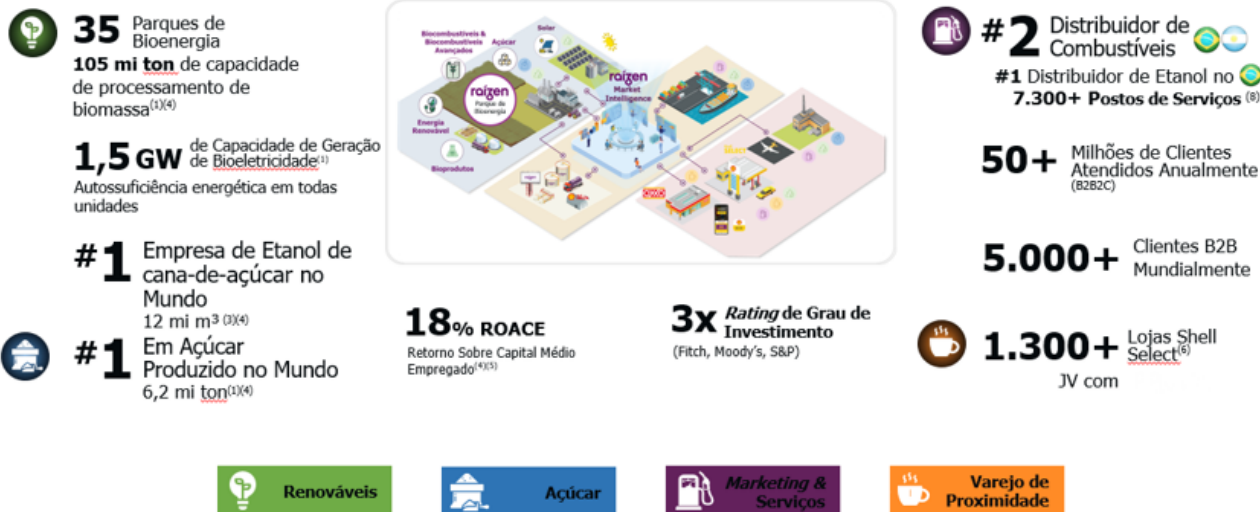 35 Parques de
Bioenergia
105 mi ton de capacidade
de processamento de
biomassa(1)(4)
1,5 GW de Capacidade de Geração
de Bioeletricidade(1)
Autossuficiência energética em todas
unidades
#1 Empresa de Etanol de
cana-de-açúcar no
Mundo
12 mi m³ (3)(4)
#1 Em Açúcar
Produzido no Mundo
6,2 mi ton(1)(4)
Biocombustíveis &
Biocombustíveis
Avançados
Açúcar
Solar
raízen
Parque de
Bioenergia
Energia
Renovável
Bioprodutos
raízen
Market
Intelligence
raízen
SELECT
OXXO
18% ROACE
Retorno Sobre Capital Médio
Empregado(4)(5)
3x Rating de Grau de
Investimento
(Fitch, Moody's, S&P)
#2 Distribuidor de
Combustíveis
#1 Distribuidor de Etanol no
7.300+ Postos de Serviços (6)
50+ Milhões de Clientes
Atendidos Anualmente
(B2B2C)
5.000+ Clientes B2B
Mundialmente
1.300+ Lojas Shell
Select(6)
JV com
Renováveis
Açúcar
Marketing &
Serviços
Varejo de
Proximidade